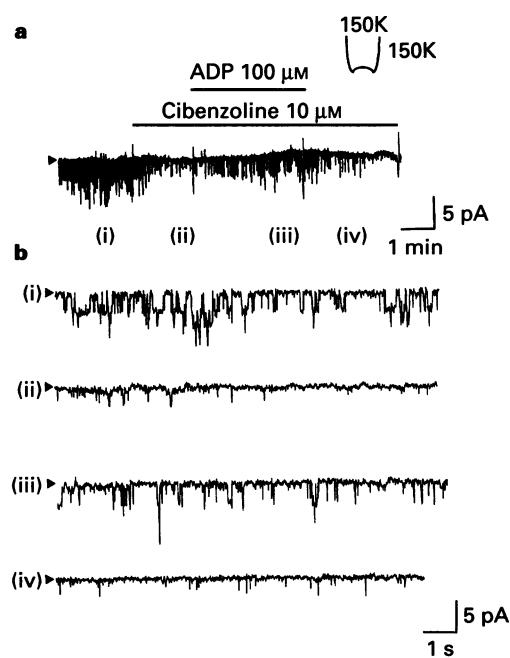 a
150K
150K
ADP 100 μM
Cibenzoline 10 μM
5 pA
(i) (ii) (iii) (iv)
1 min
b
(i)
(ii)
(iii)
(iv)
5 pA
1 s